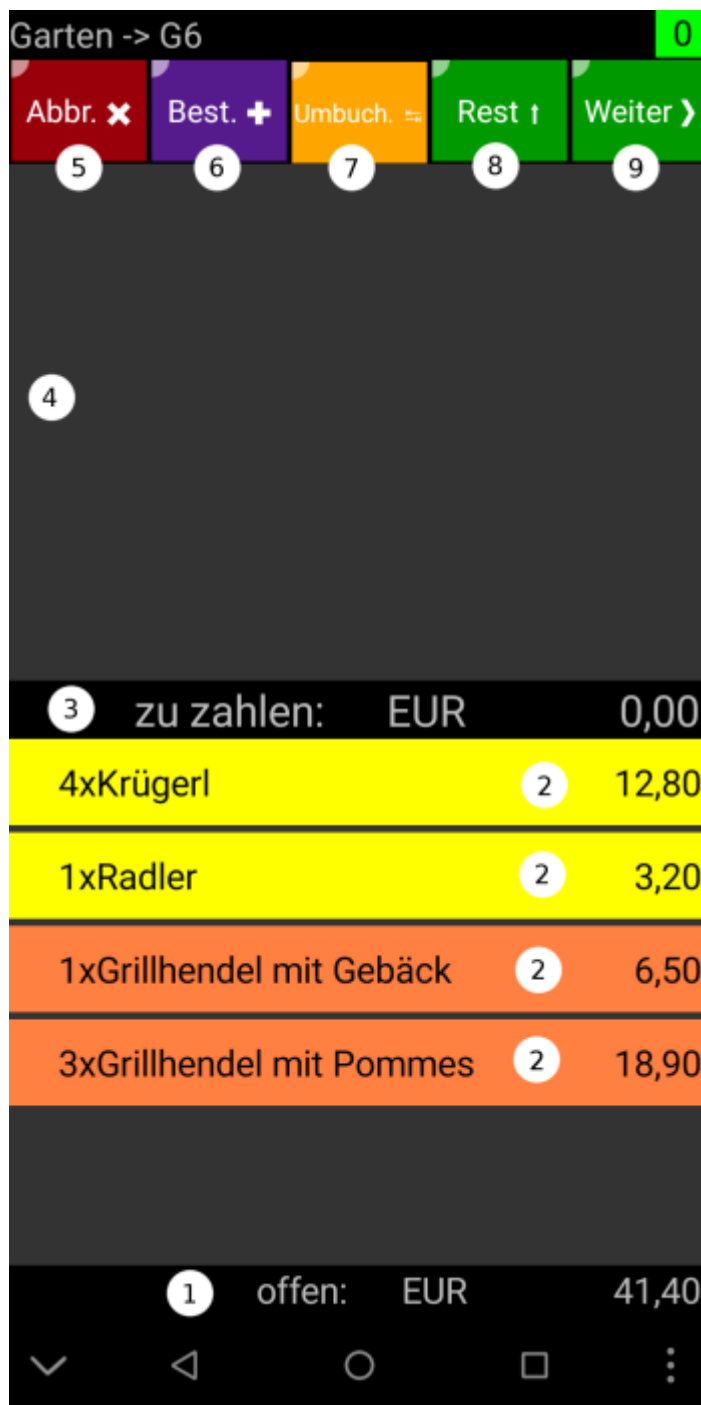 Garten -> G6 0
Abbr. ✖ Best. ✚ Umbuch. ⇆ Rest ↑ Weiter ❯
5 6 7 8 9
4
3 zu zahlen: EUR 0,00
4xKrügerl 2 12,80
1xRadler 2 3,20
1xGrillhendel mit Gebäck 2 6,50
3xGrillhendel mit Pommes 2 18,90
1 offen: EUR 41,40